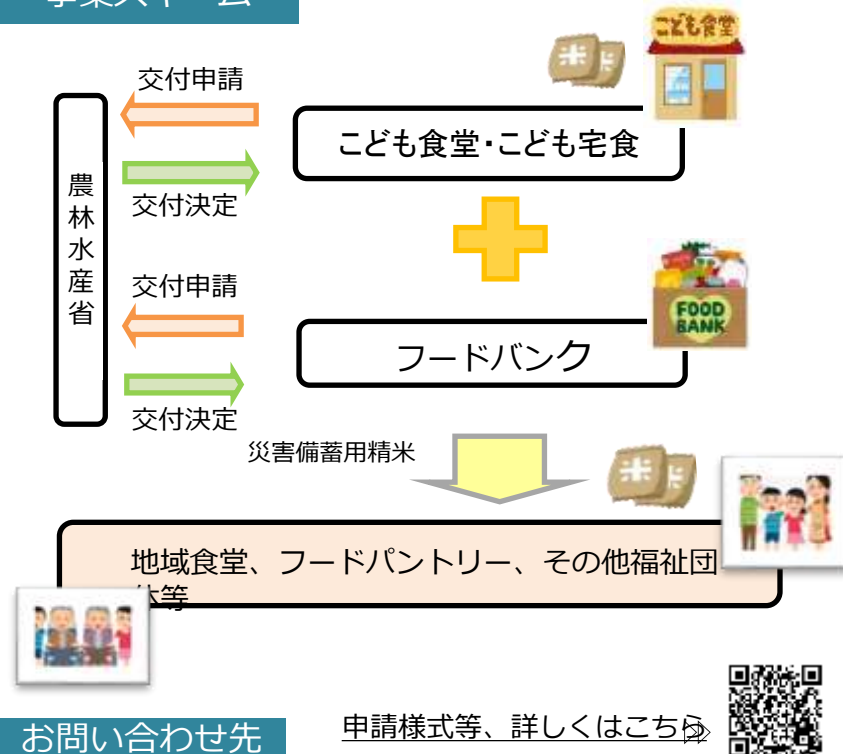 事業スキーム
こども食堂
米
米
交付申請
こども食堂・こども宅食
農林水産省
交付決定
交付申請
FOOD
BANK
フードバンク
交付決定
災害備蓄用精米
米
米
地域食堂、フードパントリー、その他福祉団
体等
申請様式等、詳しくはこちら
お問い合わせ先